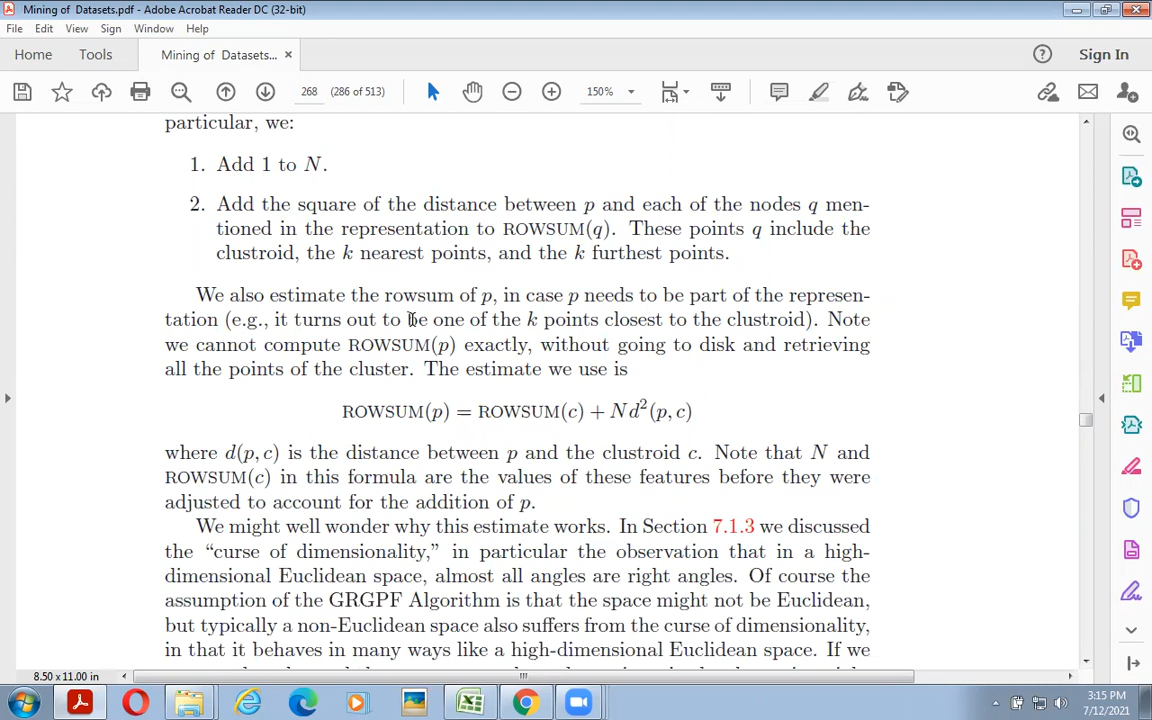 Mining of Datasets.pdf - Adobe Acrobat Reader DC (32-bit)
File Edit View Sign Window Help
Home Tools Mining of Datasets... × Sign In
268 (286 of 513) 150%
particular, we:
1. Add 1 to N.
2. Add the square of the distance between p and each of the nodes q men-
tioned in the representation to ROWSUM(q). These points q include the
clustroid, the k nearest points, and the k furthest points.
We also estimate the rowsum of p, in case p needs to be part of the represen-
tation (e.g., it turns out to be one of the k points closest to the clustroid). Note
we cannot compute ROWSUM(p) exactly, without going to disk and retrieving
all the points of the cluster. The estimate we use is
ROWSUM(p) = ROWSUM(c) + Nd²(p, c)
where d(p, c) is the distance between p and the clustroid c. Note that N and
ROWSUM(c) in this formula are the values of these features before they were
adjusted to account for the addition of p.
We might well wonder why this estimate works. In Section 7.1.3 we discussed
the “curse of dimensionality,” in particular the observation that in a high-
dimensional Euclidean space, almost all angles are right angles. Of course the
assumption of the GRGPF Algorithm is that the space might not be Euclidean,
but typically a non-Euclidean space also suffers from the curse of dimensionality,
in that it behaves in many ways like a high-dimensional Euclidean space. If we
8.50 x 11.00 in
3:15 PM
7/12/2021